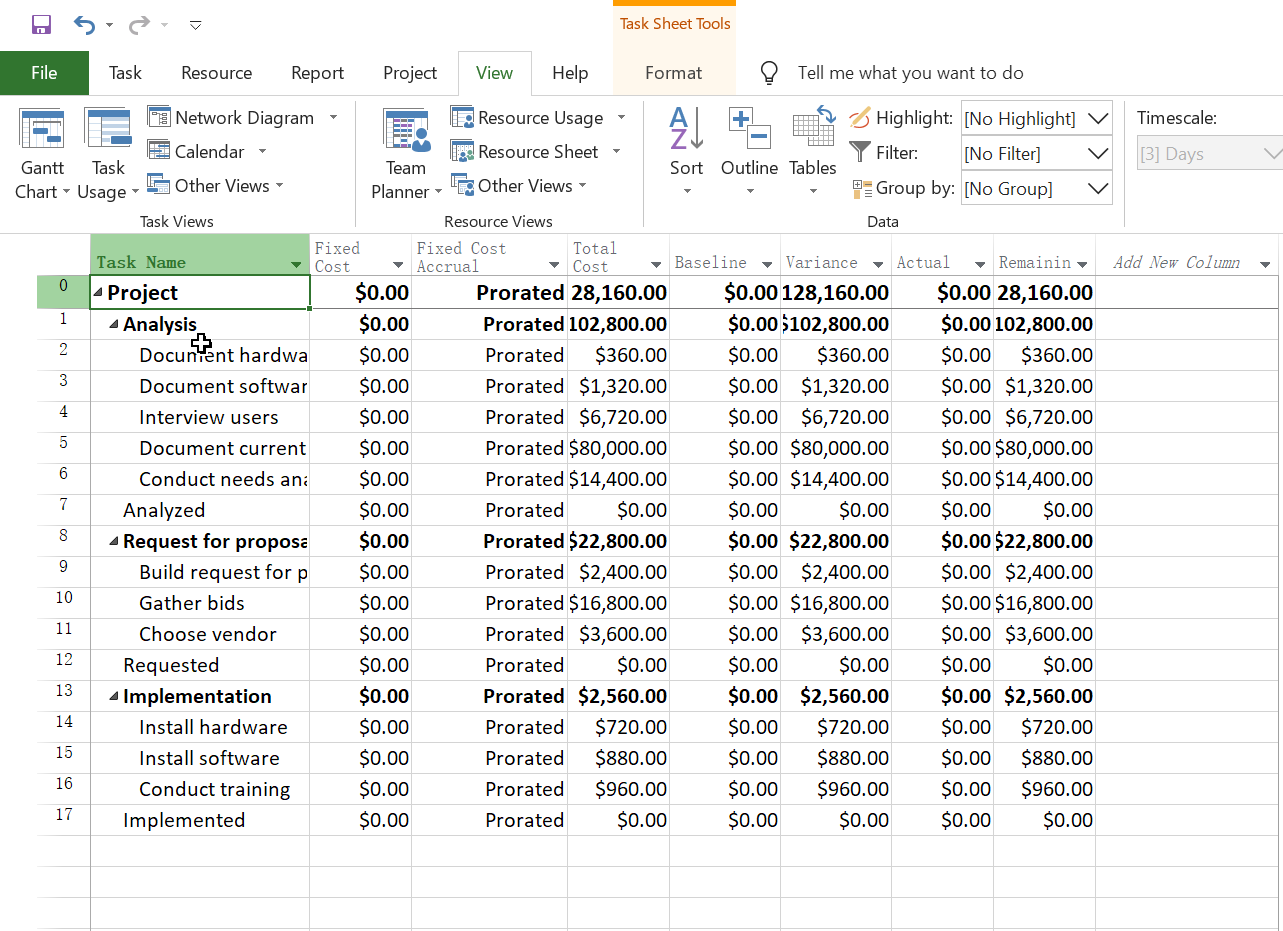 Task Sheet Tools
File Task Resource Report Project View Help Format Tell me what you want to do
Gantt Chart
Task Usage
Network Diagram
Calendar
Other Views
Task Views
Team Planner
Resource Usage
Resource Sheet
Other Views
Resource Views
Sort
Outline
Tables
Highlight: [No Highlight]
Filter: [No Filter]
Group by: [No Group]
Data
Timescale:
[3] Days
Task Name Fixed Cost Fixed Cost Accrual Total Cost Baseline Variance Actual Remainin Add New Column
0 Project $0.00 Prorated 28,160.00 $0.00 128,160.00 $0.00 28,160.00
1 Analysis $0.00 Prorated 102,800.00 $0.00 $102,800.00 $0.00 102,800.00
2 Document hardwa $0.00 Prorated $360.00 $0.00 $360.00 $0.00 $360.00
3 Document softwar $0.00 Prorated $1,320.00 $0.00 $1,320.00 $0.00 $1,320.00
4 Interview users $0.00 Prorated $6,720.00 $0.00 $6,720.00 $0.00 $6,720.00
5 Document current $0.00 Prorated $80,000.00 $0.00 $80,000.00 $0.00 $80,000.00
6 Conduct needs ana $0.00 Prorated $14,400.00 $0.00 $14,400.00 $0.00 $14,400.00
7 Analyzed $0.00 Prorated $0.00 $0.00 $0.00 $0.00 $0.00
8 Request for proposa $0.00 Prorated $22,800.00 $0.00 $22,800.00 $0.00 $22,800.00
9 Build request for p $0.00 Prorated $2,400.00 $0.00 $2,400.00 $0.00 $2,400.00
10 Gather bids $0.00 Prorated $16,800.00 $0.00 $16,800.00 $0.00 $16,800.00
11 Choose vendor $0.00 Prorated $3,600.00 $0.00 $3,600.00 $0.00 $3,600.00
12 Requested $0.00 Prorated $0.00 $0.00 $0.00 $0.00 $0.00
13 Implementation $0.00 Prorated $2,560.00 $0.00 $2,560.00 $0.00 $2,560.00
14 Install hardware $0.00 Prorated $720.00 $0.00 $720.00 $0.00 $720.00
15 Install software $0.00 Prorated $880.00 $0.00 $880.00 $0.00 $880.00
16 Conduct training $0.00 Prorated $960.00 $0.00 $960.00 $0.00 $960.00
17 Implemented $0.00 Prorated $0.00 $0.00 $0.00 $0.00 $0.00